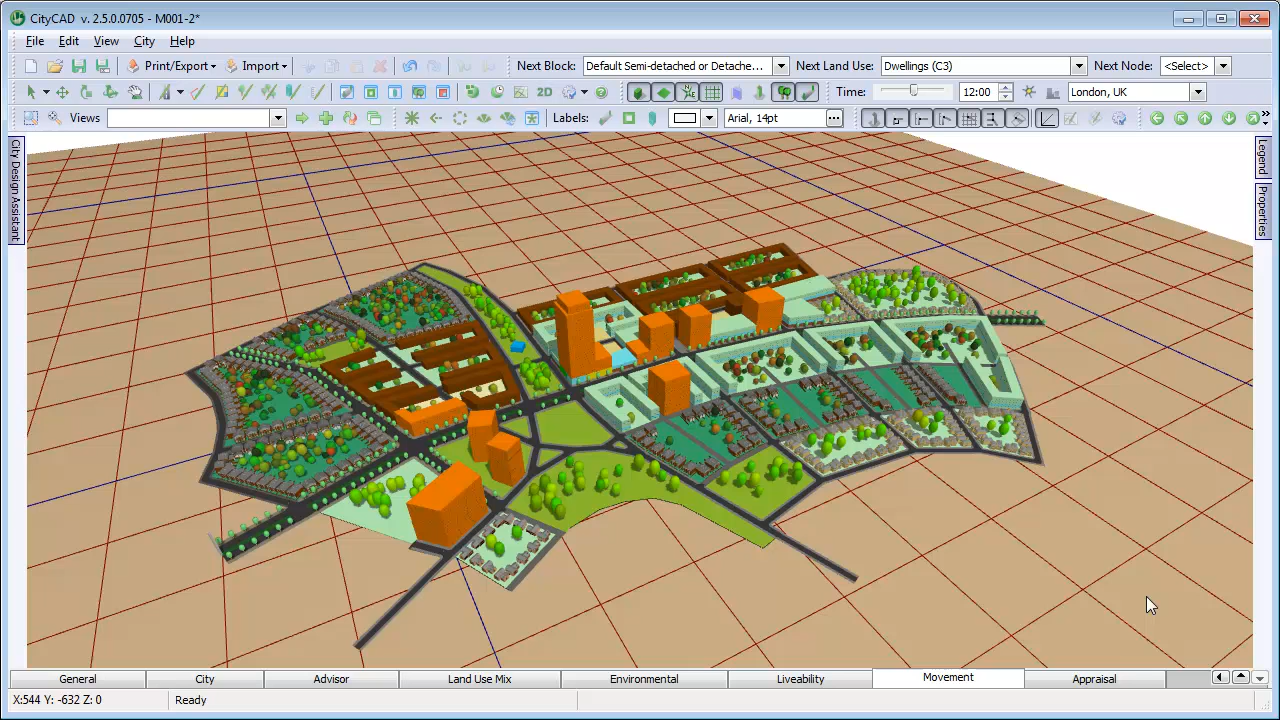 CityCAD v. 2.5.0.0705 - M001-2*
File Edit View City Help
Print/Export Import Next Block: Default Semi-detached or Detache... Next Land Use: Dwellings (C3) Next Node: <Select>
2D Time: 12:00 London, UK
Views Labels: Arial, 14pt ...
City Design Assistant
Legend
Properties
General City Advisor Land Use Mix Environmental Liveability Movement Appraisal
X:544 Y: -632 Z: 0 Ready